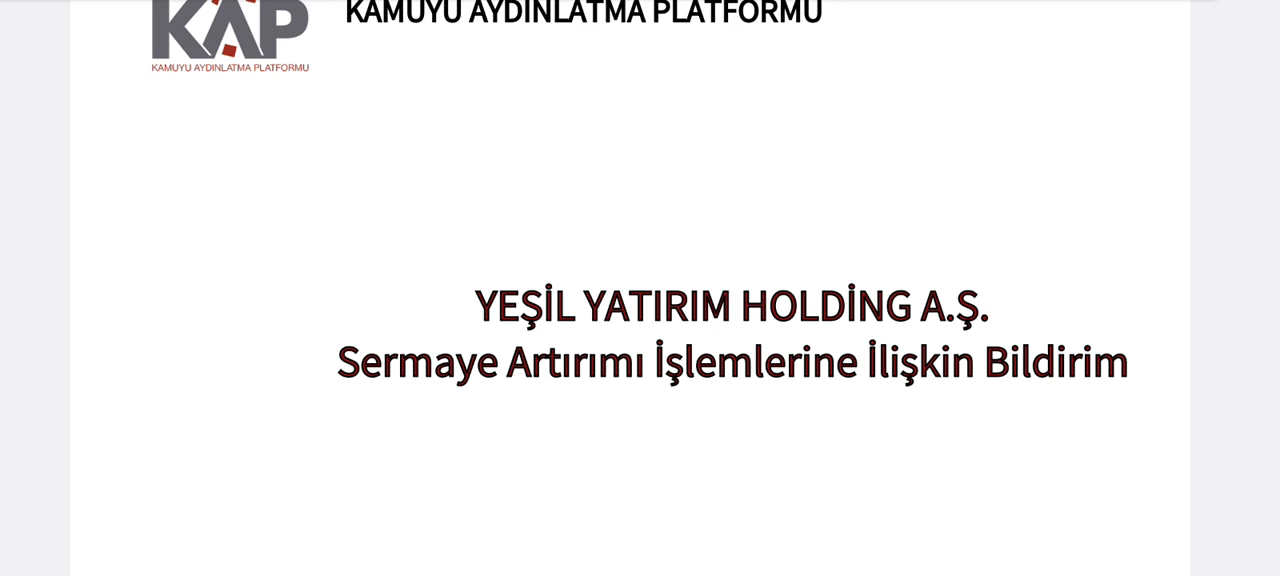 KAMUYU AYDINLATMA PLATFORMU
KAP
KAMUYU AYDINLATMA PLATFORMU
YEŞİL YATIRIM HOLDİNG A.Ş.
Sermaye Artırımı İşlemlerine İlişkin Bildirim